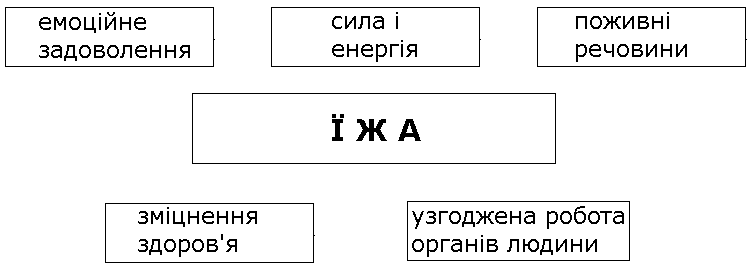 емоційне
задоволення
сила і
енергія
поживні
речовини
Ї Ж А
зміцнення
здоров'я
узгоджена робота
органів людини